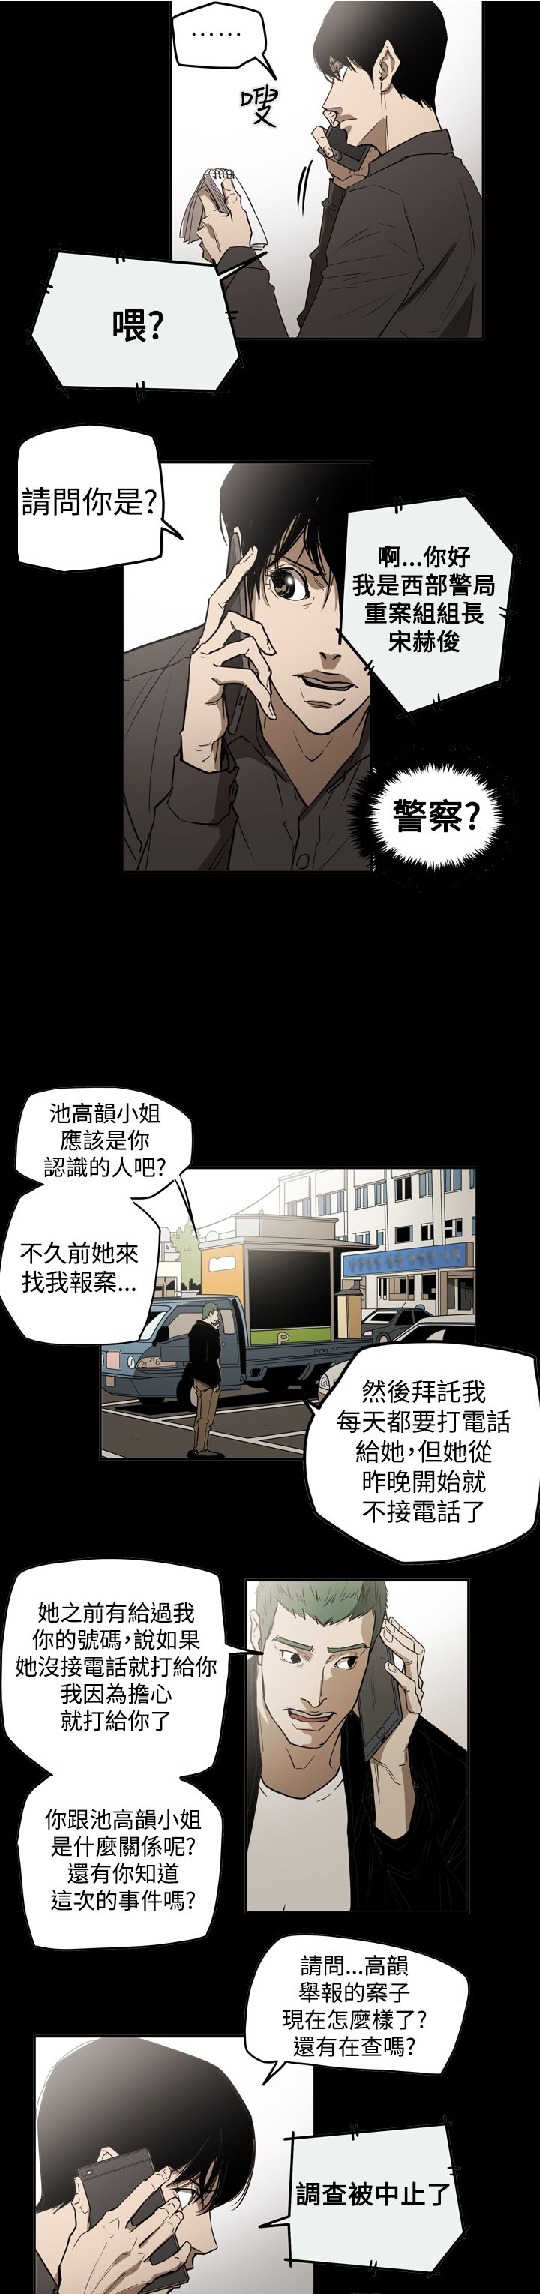 ……
嗖
喂?
請問你是?
啊...你好
我是西部警局
重案組組長
宋赫俊
警察?
池高韻小姐
應該是你
認識的人吧?
不久前她來
找我報案...
P
然後拜託我
每天都要打電話
給她,但她從
昨晚開始就
不接電話了
她之前有給過我
你的號碼,說如果
她沒接電話就打給你
我因為擔心
就打給你了
你跟池高韻小姐
是什麼關係呢?
還有你知道
這次的事件嗎?
請問...高韻
舉報的案子
現在怎麼樣了?
還有在查嗎?
調查被中止了